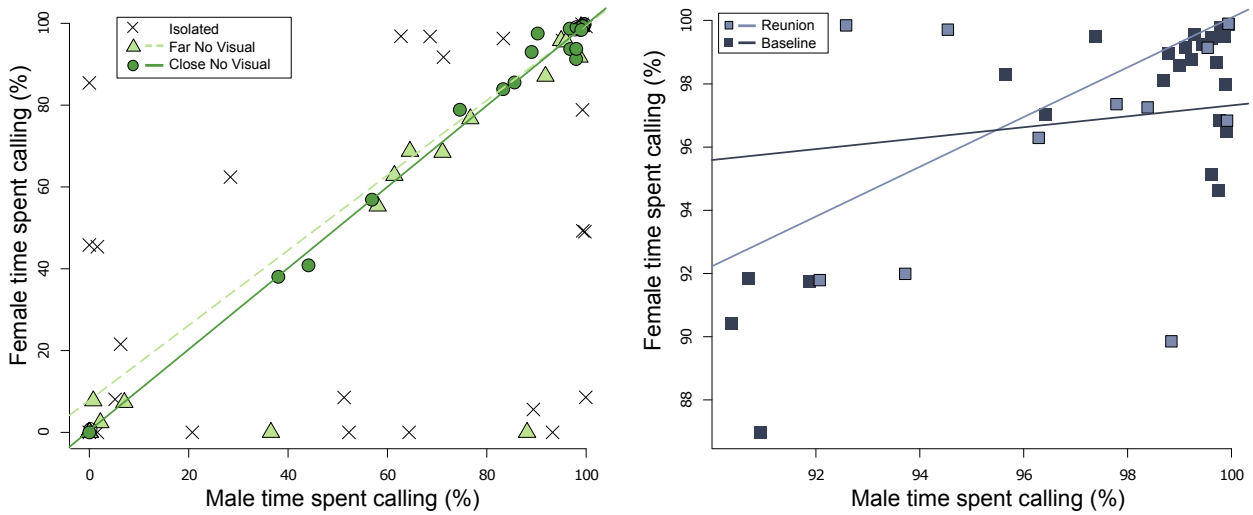 Isolated
Far No Visual
Close No Visual
100
80
60
40
20
0
Female time spent calling (%)
0 20 40 60 80 100
Male time spent calling (%)
Reunion
Baseline
100
98
96
94
92
90
88
Female time spent calling (%)
92 94 96 98 100
Male time spent calling (%)